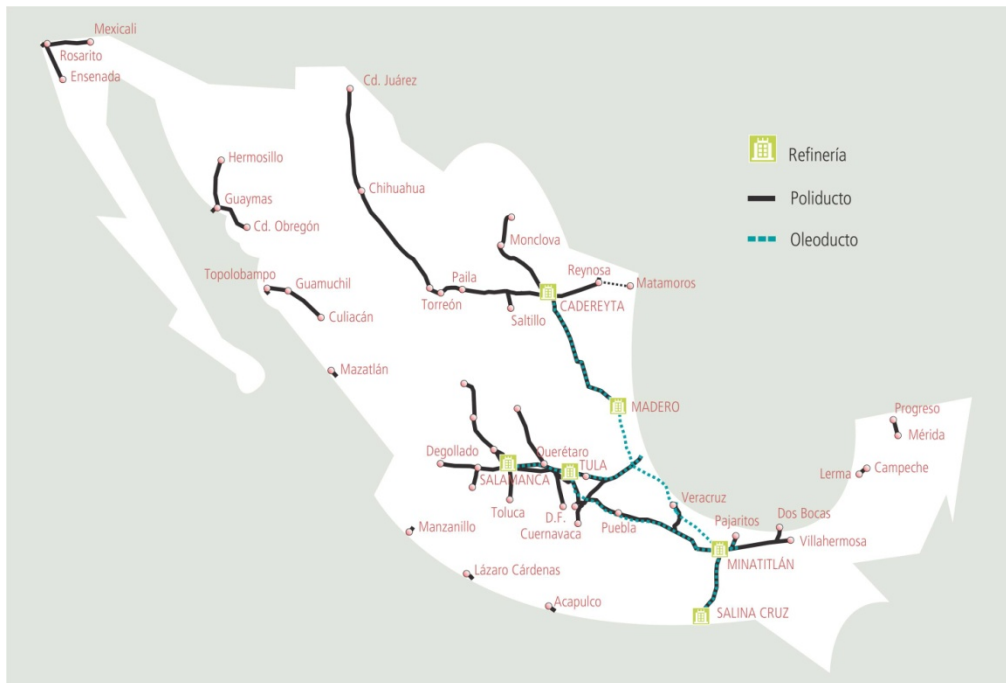 Mexicali
Rosarito
Ensenada
Cd. Juárez
Hermosillo
Refinería
Chihuahua
Poliducto
Guaymas
Cd. Obregón
Monclova
Oleoducto
Topolobampo
Guamuchil
Paila
Reynosa
Matamoros
Torreón
CADEREYTA
Saltillo
Culiacán
Mazatlán
MADERO
Progreso
Mérida
Degollado
Querétaro
TULA
Lerma
Campeche
SALAMANCA
Veracruz
Toluca
D.F.
Puebla
Pajaritos
Dos Bocas
Manzanillo
Cuernavaca
Villahermosa
MINATITLÁN
Lázaro Cárdenas
Acapulco
SALINA CRUZ